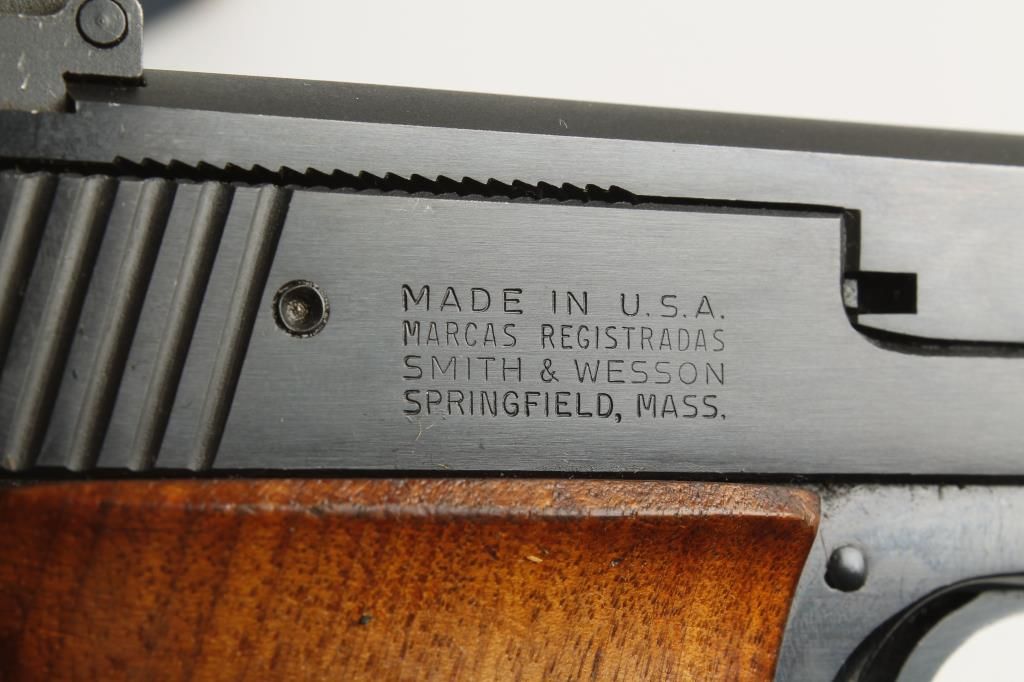 MADE IN U.S.A.
MARCAS REGISTRADAS
SMITH & WESSON
SPRINGFIELD, MASS.